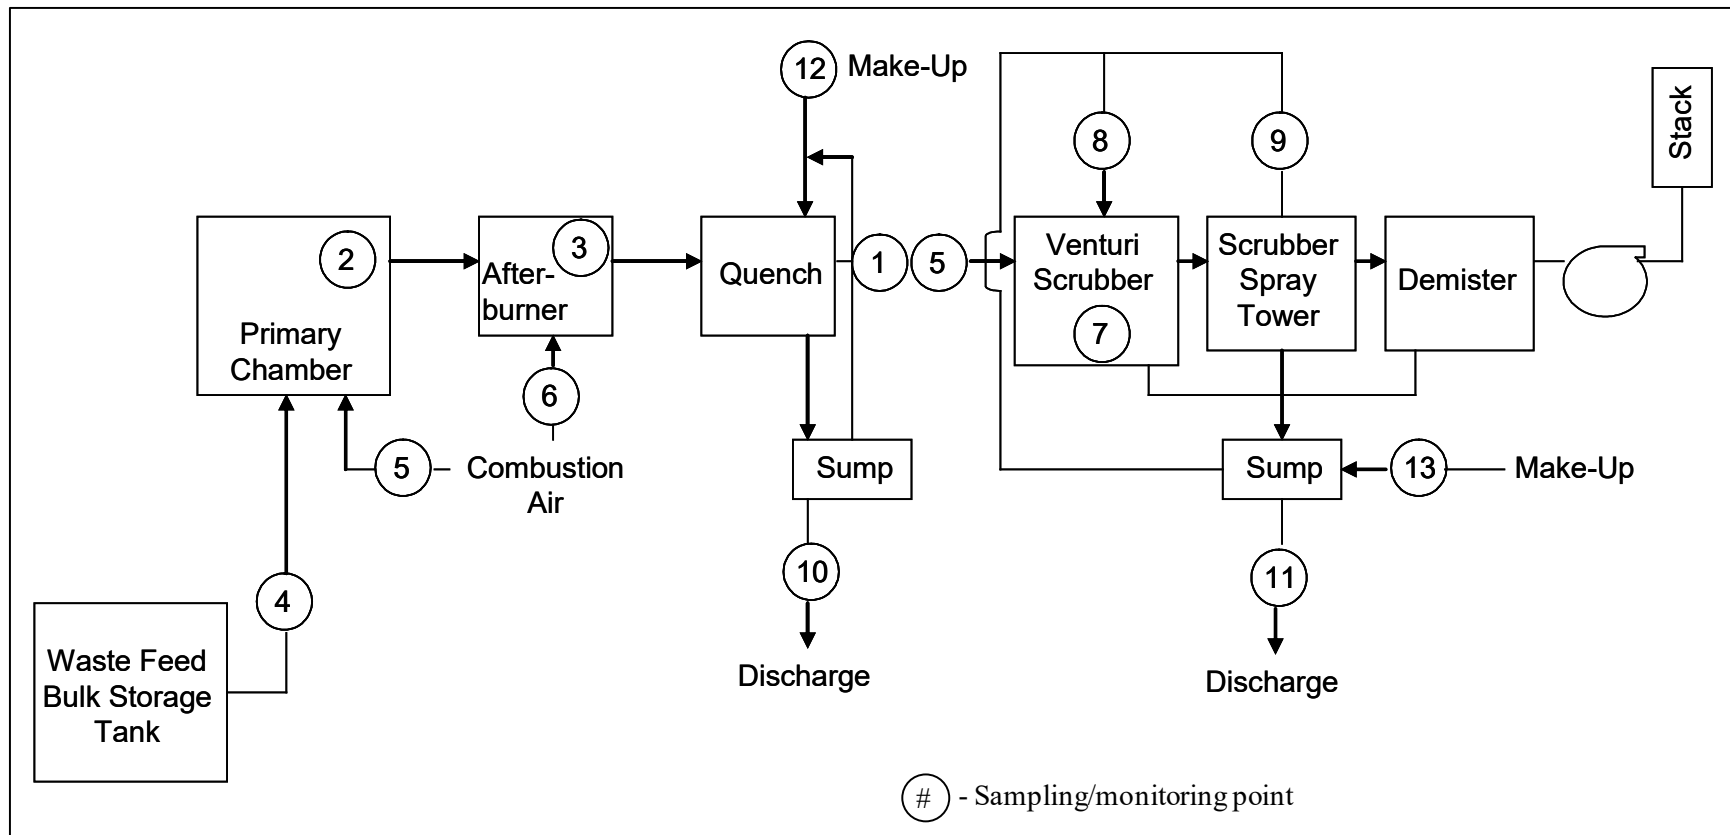 12 Make-Up
8
9
Stack
2
3
After-
burner
Quench
1
5
Venturi
Scrubber
7
Scrubber
Spray
Tower
Demister
Primary
Chamber
6
5
Combustion
Air
Sump
Sump
13
Make-Up
10
11
4
Discharge
Discharge
Waste Feed
Bulk Storage
Tank
# - Sampling/monitoring point